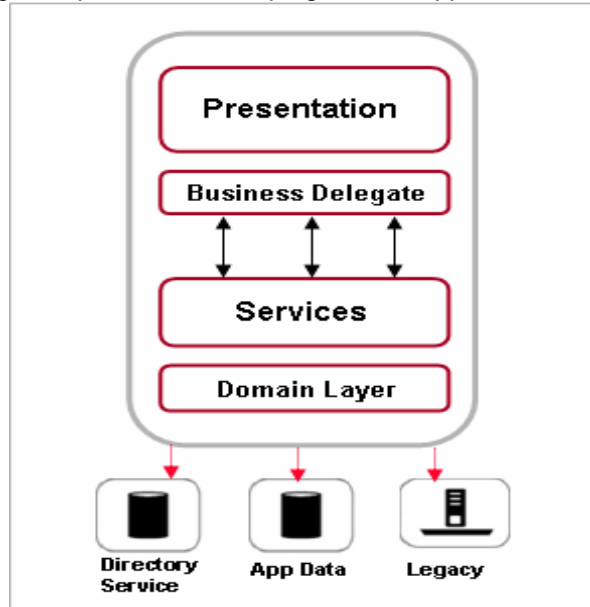 Presentation
Business Delegate
Services
Domain Layer
Directory
Service
App Data
Legacy